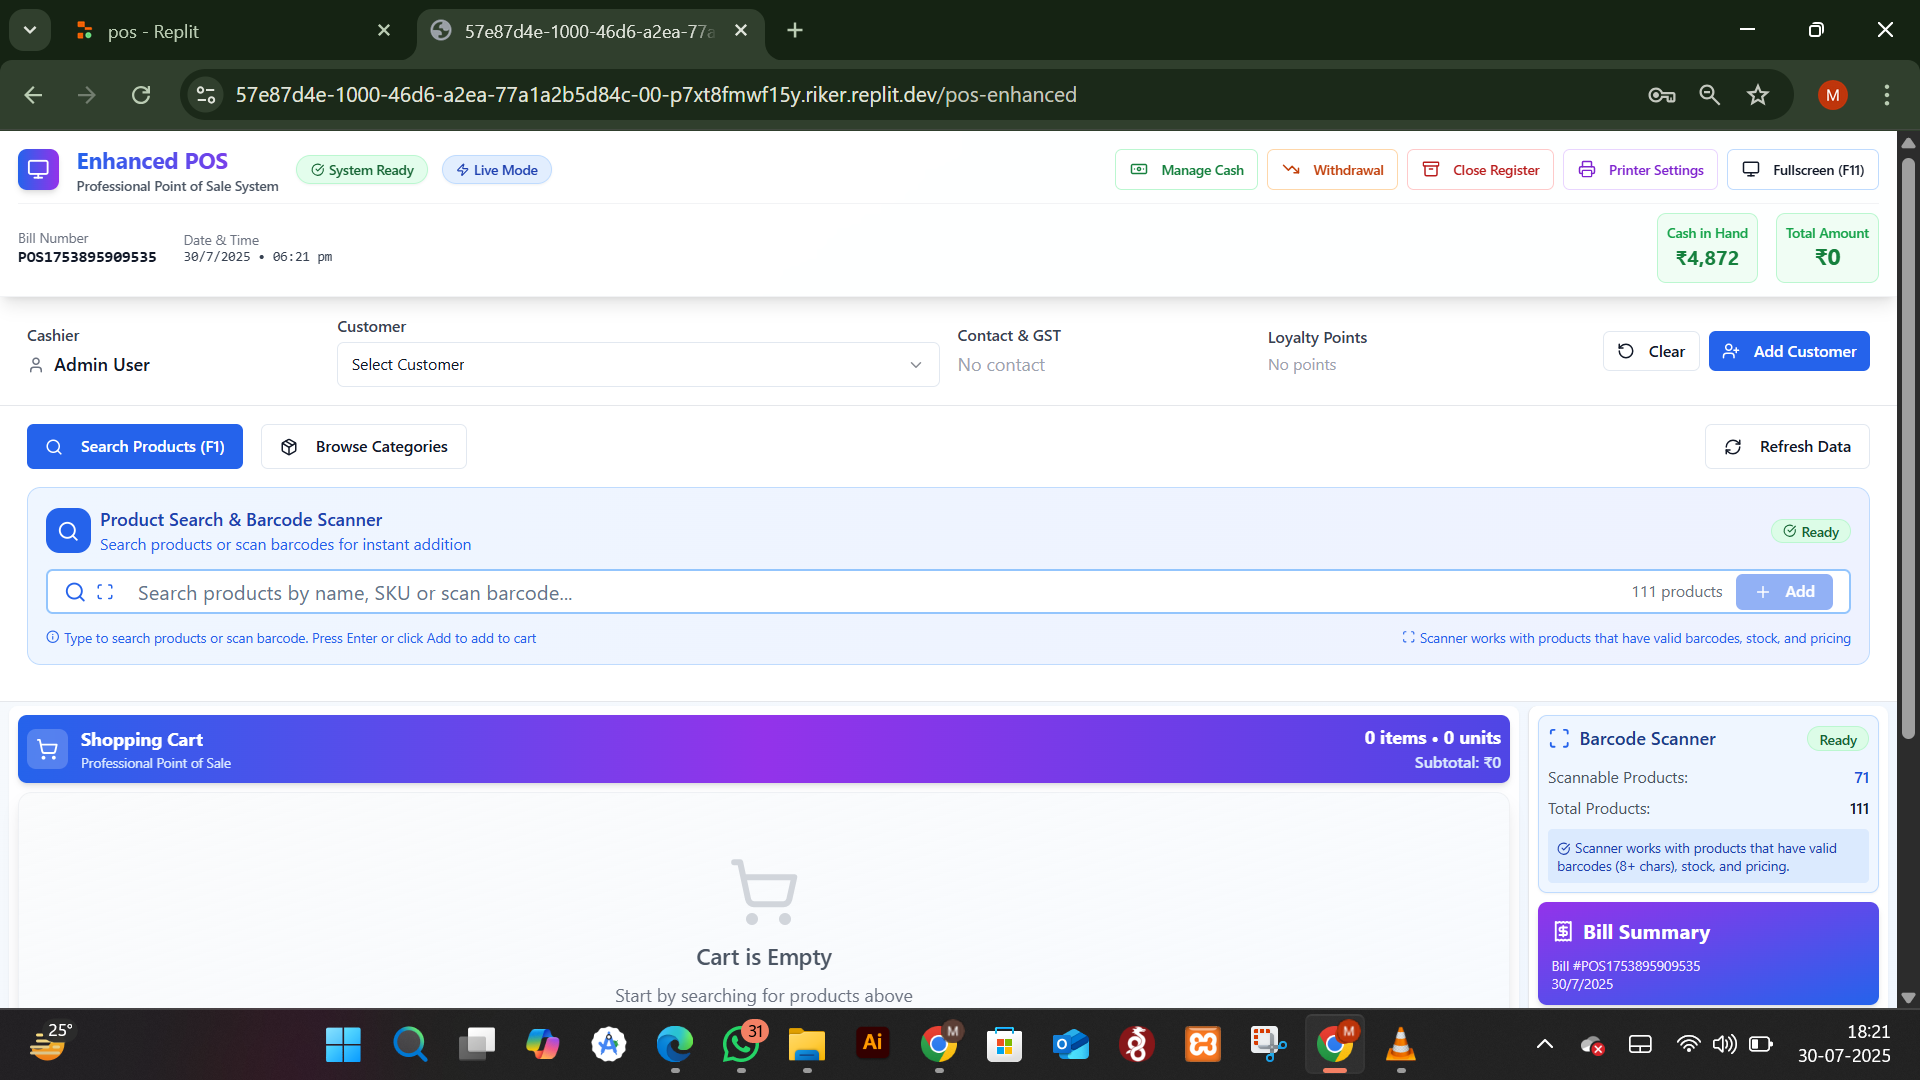 pos - Replit
57e87d4e-1000-46d6-a2ea-77a
57e87d4e-1000-46d6-a2ea-77a1a2b5d84c-00-p7xt8fmwf15y.riker.replit.dev/pos-enhanced
M
Enhanced POS
Professional Point of Sale System
System Ready
Live Mode
Manage Cash
Withdrawal
Close Register
Printer Settings
Fullscreen (F11)
Bill Number
POS1753895909535
Date & Time
30/7/2025 • 06:21 pm
Cash in Hand
₹4,872
Total Amount
₹0
Cashier
Admin User
Customer
Select Customer
Contact & GST
No contact
Loyalty Points
No points
Clear
Add Customer
Search Products (F1)
Browse Categories
Refresh Data
Product Search & Barcode Scanner
Search products or scan barcodes for instant addition
Ready
Search products by name, SKU or scan barcode...
111 products
Add
Type to search products or scan barcode. Press Enter or click Add to add to cart
Scanner works with products that have valid barcodes, stock, and pricing
Shopping Cart
Professional Point of Sale
0 items • 0 units
Subtotal: ₹0
Cart is Empty
Start by searching for products above
Barcode Scanner
Ready
Scannable Products:
71
Total Products:
111
Scanner works with products that have valid
barcodes (8+ chars), stock, and pricing.
Bill Summary
Bill #POS1753895909535
30/7/2025
25°
31
Ai
M
M
18:21
30-07-2025